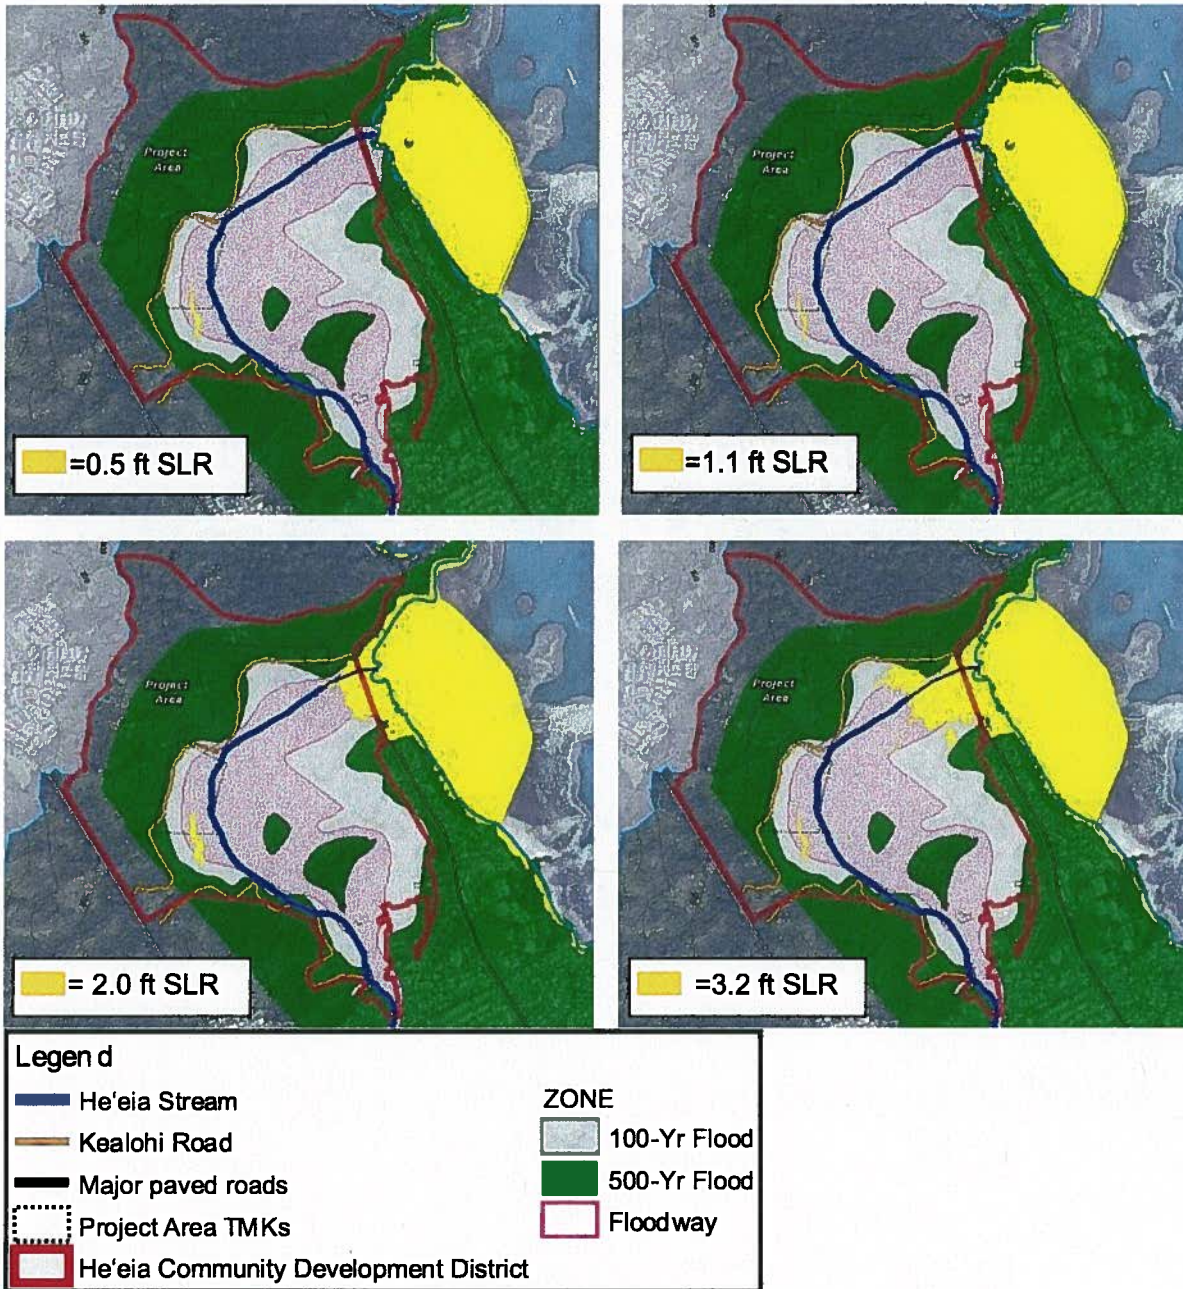 Project
Area
=0.5 ft SLR
Project
Area
=1.1 ft SLR
Project
Area
= 2.0 ft SLR
Project
Area
=3.2 ft SLR
Legend
He'eia Stream
Kealohi Road
Major paved roads
Project Area TMKs
He'eia Community Development District
ZONE
100-Yr Flood
500-Yr Flood
Floodway